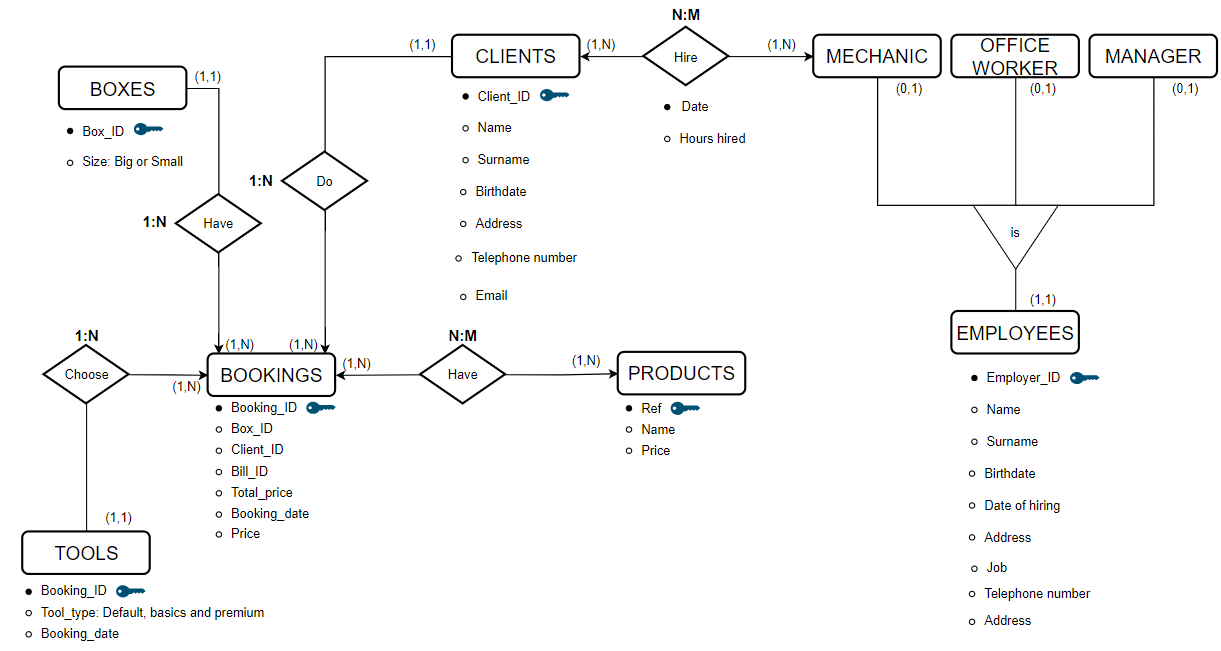 N:M
(1,1)
CLIENTS
(1,N)
Hire
(1,N)
MECHANIC
OFFICE
WORKER
MANAGER
BOXES
(1,1)
(0,1)
(0,1)
(0,1)
Box_ID
Size: Big or Small
Client_ID
Name
Surname
Birthdate
Address
Telephone number
Email
Date
Hours hired
1:N
Do
1:N
Have
is
(1,1)
EMPLOYEES
Employer_ID
Name
Surname
Birthdate
Date of hiring
Address
Job
Telephone number
Address
1:N
Choose
(1,N)
(1,N)
(1,N)
(1,N)
BOOKINGS
N:M
Have
(1,N)
PRODUCTS
Booking_ID
Box_ID
Client_ID
Bill_ID
Total_price
Booking_date
Price
Ref
Name
Price
(1,1)
TOOLS
Booking_ID
Tool_type: Default, basics and premium
Booking_date